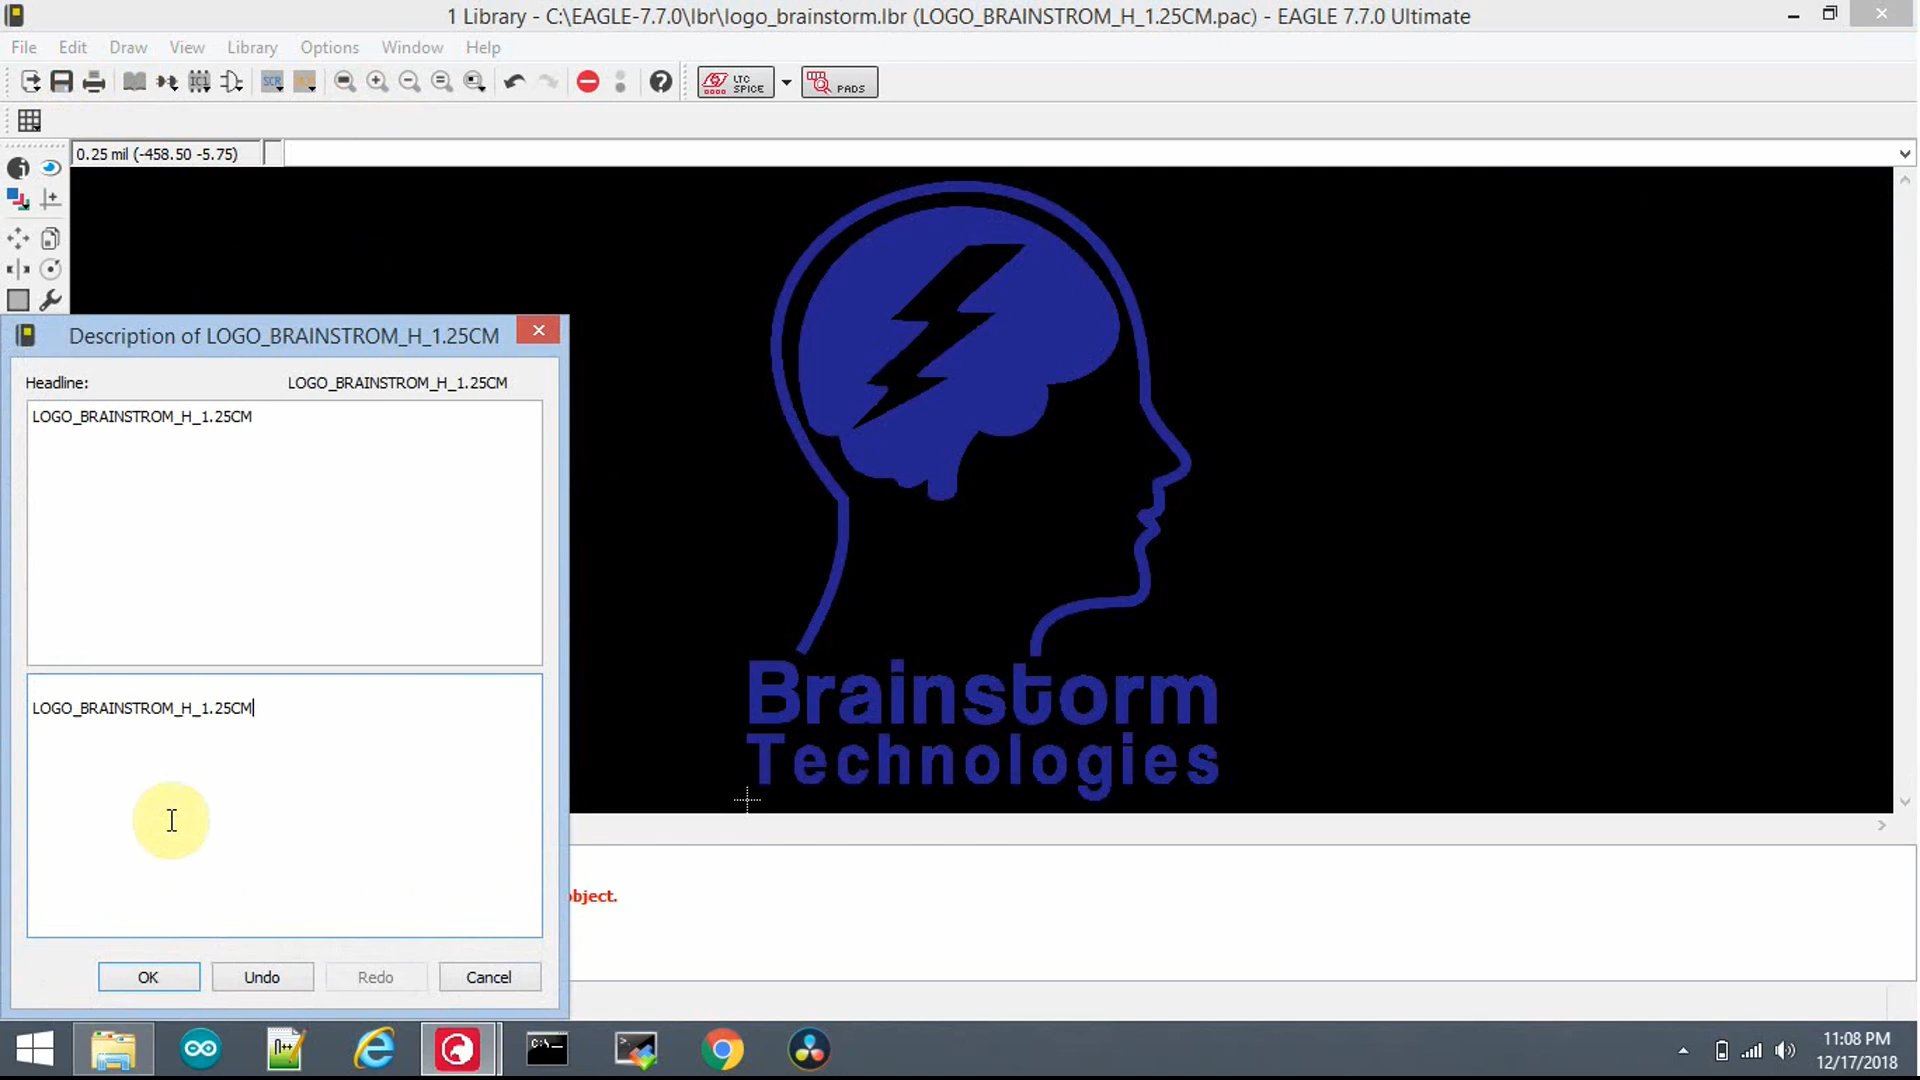 1 Library - C:\EAGLE-7.7.0\lbr\logo_brainstorm.lbr (LOGO_BRAINSTROM_H_1.25CM.pac) - EAGLE 7.7.0 Ultimate
File Edit Draw View Library Options Window Help
SCR LTC SPICE PADS
0.25 mil (-458.50 -5.75)
Description of LOGO_BRAINSTROM_H_1.25CM
Headline: LOGO_BRAINSTROM_H_1.25CM
LOGO_BRAINSTROM_H_1.25CM
LOGO_BRAINSTROM_H_1.25CM
Brainstorm
Technologies
object.
OK Undo Redo Cancel
11:08 PM
12/17/2018